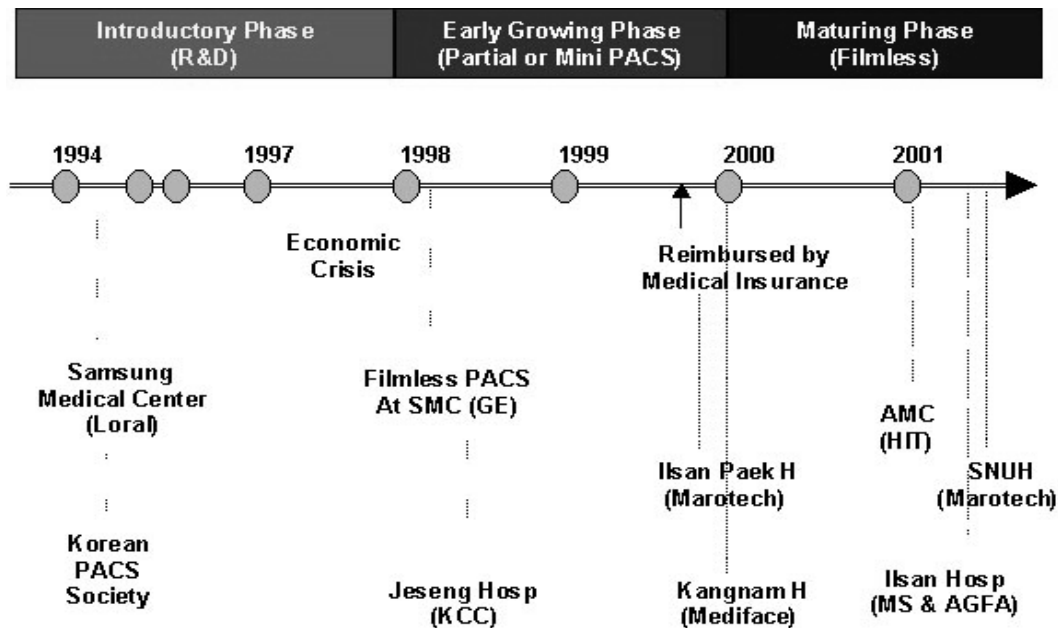 Introductory Phase
(R&D)
Early Growing Phase
(Partial or Mini PACS)
Maturing Phase
(Filmless)
1994
1997
1998
1999
2000
2001
Economic
Crisis
Reimbursed by
Medical Insurance
Samsung
Medical Center
(Loral)
Filmless PACS
At SMC (GE)
AMC
(HIT)
Ilsan Paek H
(Marotech)
SNUH
(Marotech)
Korean
PACS
Society
Jeseng Hosp
(KCC)
Kangnam H
(Mediface)
Ilsan Hosp
(MS & AGFA)